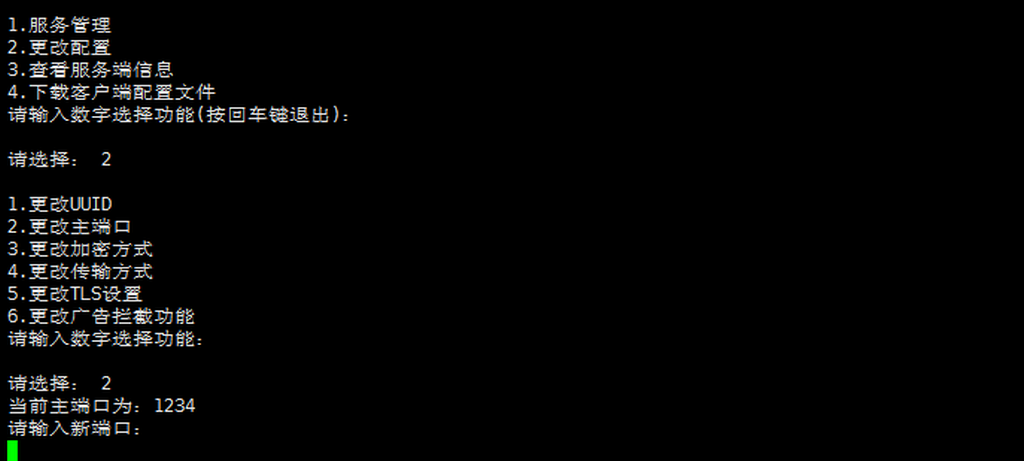 1.服务管理
2.更改配置
3.查看服务端信息
4.下载客户端配置文件
请输入数字选择功能(按回车键退出):
请选择： 2
1.更改UUID
2.更改主端口
3.更改加密方式
4.更改传输方式
5.更改TLS设置
6.更改广告拦截功能
请输入数字选择功能:
请选择： 2
当前主端口为：1234
请输入新端口：